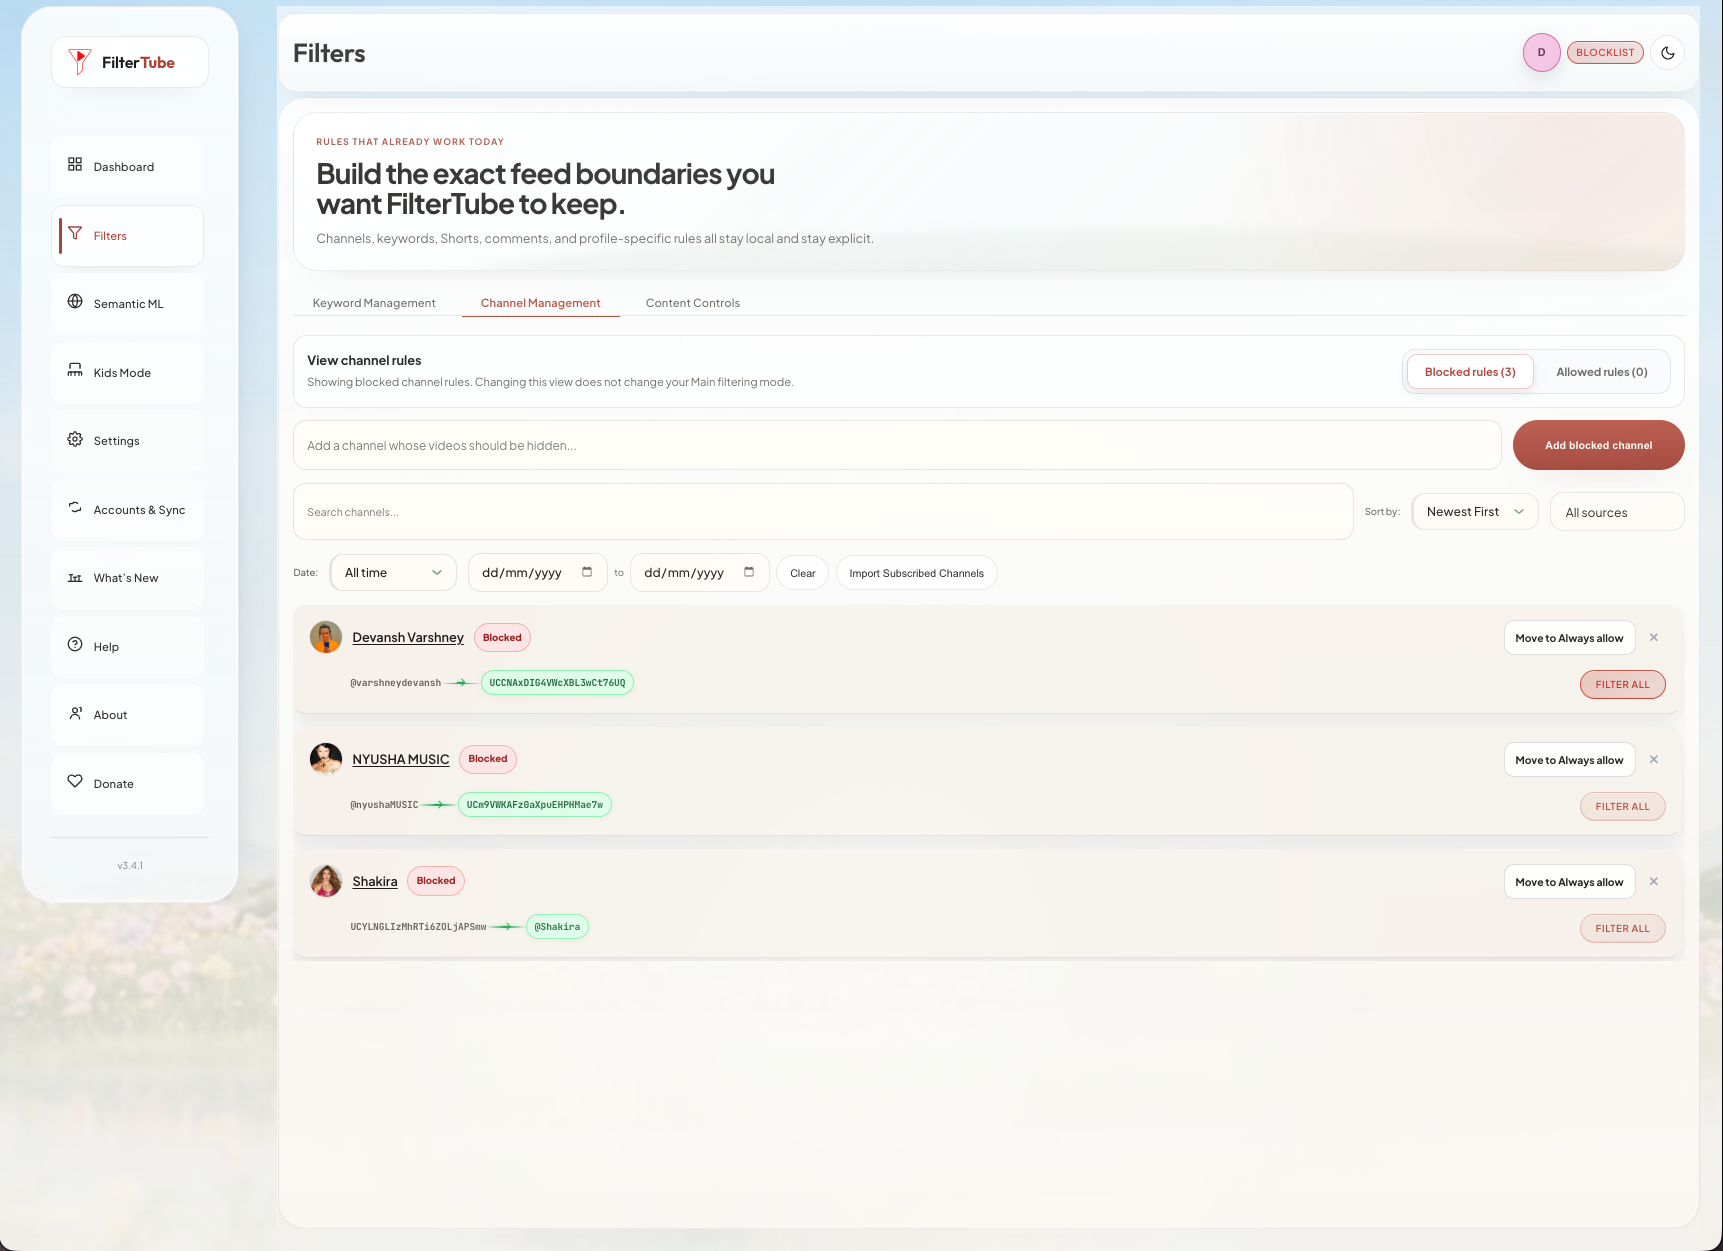 FilterTube
Dashboard
Filters
Semantic ML
Kids Mode
Settings
Accounts & Sync
What's New
Help
About
Donate
v3.4.1
Filters
D
BLOCKLIST
RULES THAT ALREADY WORK TODAY
Build the exact feed boundaries you
want FilterTube to keep.
Channels, keywords, Shorts, comments, and profile-specific rules all stay local and stay explicit.
Keyword Management
Channel Management
Content Controls
View channel rules
Showing blocked channel rules. Changing this view does not change your Main filtering mode.
Blocked rules (3)
Allowed rules (0)
Add a channel whose videos should be hidden...
Add blocked channel
Search channels...
Sort by:
Newest First
All sources
Date:
All time
dd/mm/yyyy
to
dd/mm/yyyy
Clear
Import Subscribed Channels
Devansh Varshney
Blocked
Move to Always allow
@varshneydevansh
UCCNAxDIG4VWcXBL3wCt76UQ
FILTER ALL
NYUSHA MUSIC
Blocked
Move to Always allow
@nyushaMUSIC
UCm9VWKAFz0aXpuEHPHMae7w
FILTER ALL
Shakira
Blocked
Move to Always allow
UCYLNGLIzMhRTi6ZOLjAPSmw
@Shakira
FILTER ALL